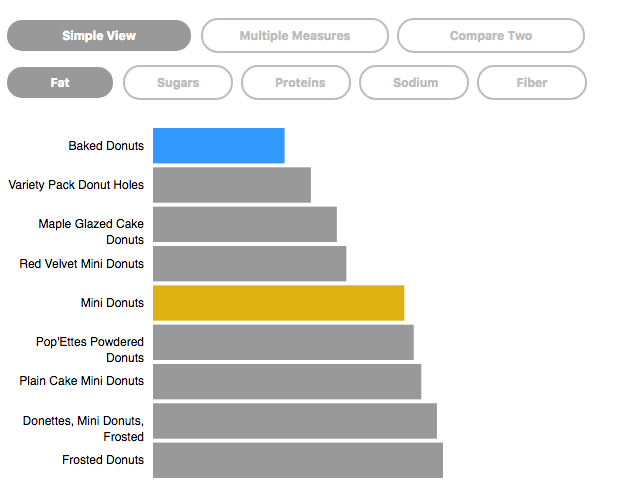 Simple View
Multiple Measures
Compare Two
Fat
Sugars
Proteins
Sodium
Fiber
Baked Donuts
Variety Pack Donut Holes
Maple Glazed Cake
Donuts
Red Velvet Mini Donuts
Mini Donuts
Pop'Ettes Powdered
Donuts
Plain Cake Mini Donuts
Donettes, Mini Donuts,
Frosted
Frosted Donuts